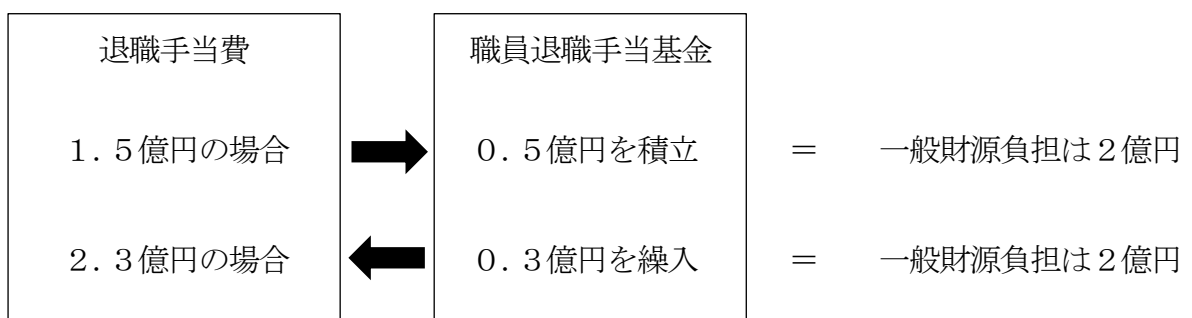 退職手当費 職員退職手当基金
1.5億円の場合 0.5億円を積立 = 一般財源負担は2億円
2.3億円の場合 0.3億円を繰入 = 一般財源負担は2億円